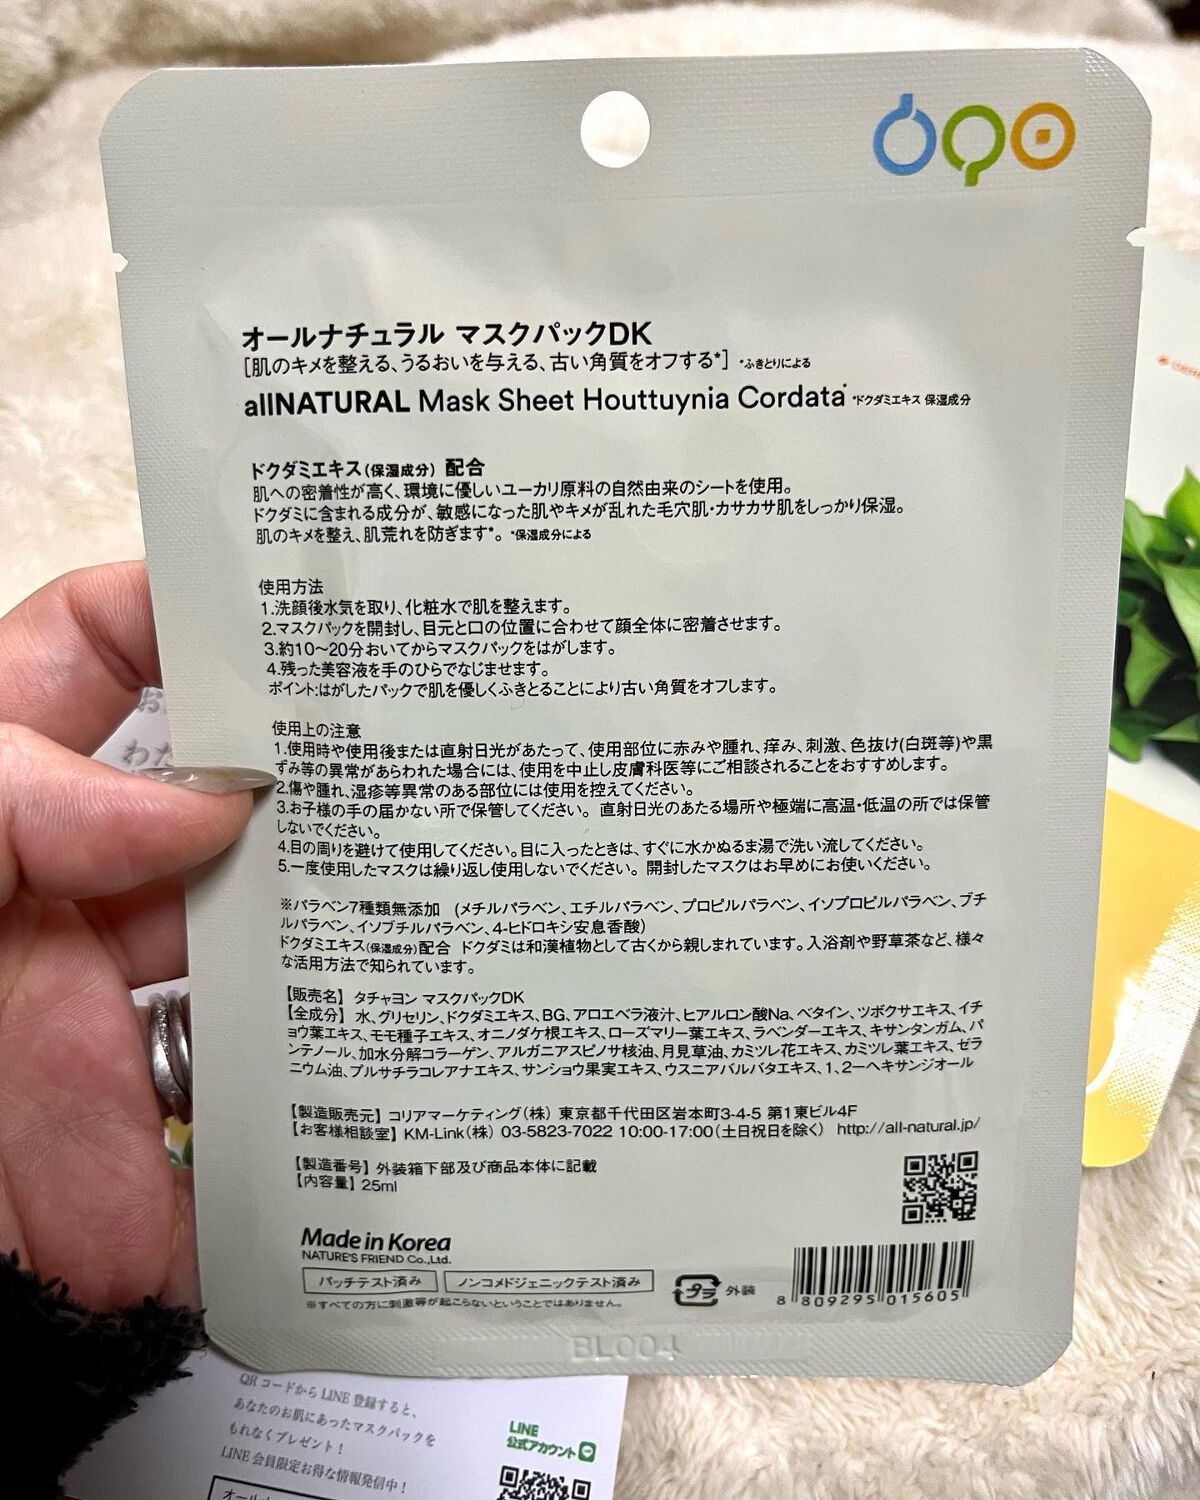 オールナチュラル マスクパックDK
[肌のキメを整える、うるおいを与える、古い角質をオフする*] *ふきとりによる
allNATURAL Mask Sheet Houttuynia Cordata* *ドクダミエキス 保湿成分
ドクダミエキス(保湿成分) 配合
肌への密着性が高く、環境に優しいユーカリ原料の自然由来のシートを使用。
ドクダミに含まれる成分が、敏感になった肌やキメが乱れた毛穴肌・カサカサ肌をしっかり保湿。
肌のキメを整え、肌荒れを防ぎます*。 *保湿成分による
使用方法
1.洗顔後水気を取り、化粧水で肌を整えます。
2.マスクパックを開封し、目元と口の位置に合わせて顔全体に密着させます。
3.約10～20分おいてからマスクパックをはがします。
4.残った美容液を手のひらでなじませます。
ポイント:はがしたパックで肌を優しくふきとることにより古い角質をオフします。
使用上の注意
1.使用時や使用後または直射日光があたって、使用部位に赤みや腫れ、痒み、刺激、色抜け(白斑等)や黒
ずみ等の異常があらわれた場合には、使用を中止し皮膚科医等にご相談されることをおすすめします。
2.傷や腫れ、湿疹等異常のある部位には使用を控えてください。
3.お子様の手の届かない所で保管してください。 直射日光のあたる場所や極端に高温・低温の所では保管
しないでください。
4.目の周りを避けて使用してください。目に入ったときは、すぐに水かぬるま湯で洗い流してください。
5.一度使用したマスクは繰り返し使用しないでください。 開封したマスクはお早めにお使いください。
※パラベン7種類無添加 (メチルパラベン、エチルパラベン、プロピルパラベン、イソプロピルパラベン、ブチ
ルパラベン、イソブチルパラベン、4-ヒドロキシ安息香酸)
ドクダミエキス(保湿成分)配合 ドクダミは和漢植物として古くから親しまれています。入浴剤や野草茶など、様々
な活用方法で知られています。
【販売名】 タチャヨン マスクパックDK
【全成分】 水、グリセリン、ドクダミエキス、BG、アロエベラ液汁、ヒアルロン酸Na、ベタイン、ツボクサエキス、イチ
ョウ葉エキス、モモ種子エキス、オニノダケ根エキス、ローズマリー葉エキス、ラベンダーエキス、キサンタンガム、パ
ンテノール、加水分解コラーゲン、アルガニアスピノサ核油、月見草油、カミツレ花エキス、カミツレ葉エキス、ゼラ
ニウム油、プルサチラコレアナエキス、サンショウ果実エキス、ウスニアバルバタエキス、1、2-ヘキサンジオール
【製造販売元】 コリアマーケティング(株) 東京都千代田区岩本町3-4-5 第1東ビル4F
【お客様相談室】 KM-Link(株) 03-5823-7022 10:00-17:00(土日祝日を除く) http://all-natural.jp/
【製造番号】 外装箱下部及び商品本体に記載
【内容量】 25ml
Made in Korea
NATURE'S FRIEND Co.,Ltd.
パッチテスト済み ノンコメドジェニックテスト済み
※すべての方に刺激等が起こらないということではありません。
プラ 外装
8 809295 015605
BL004
お
わた
QRコードからLINE登録すると、
あなたのお肌にあったマスクパックを
もれなくプレゼント！
LINE会員限定お得な情報発信中！
LINE
公式アカウント
オールナ